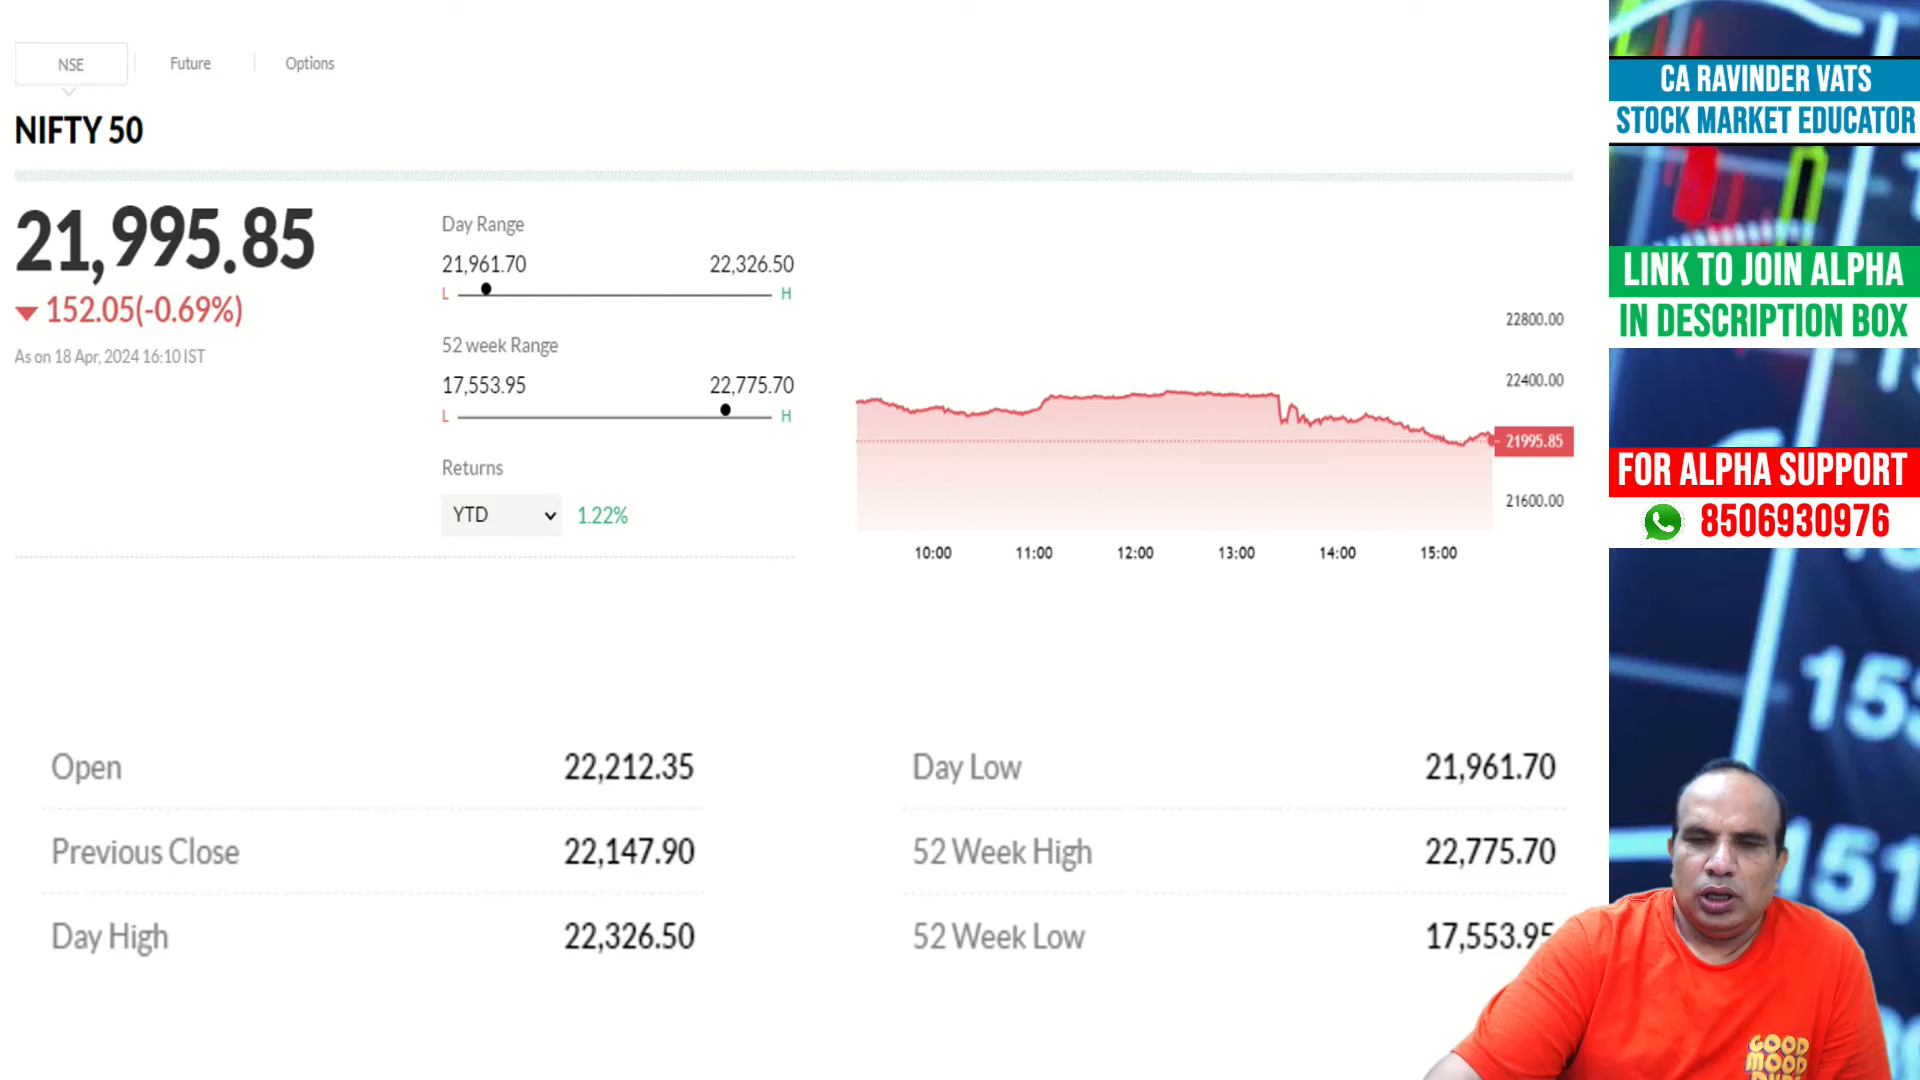 NSE
Future
Options
NIFTY 50
21,995.85
152.05(-0.69%)
As on 18 Apr, 2024 16:10 IST
Day Range
21,961.70 22,326.50
L H
52 week Range
17,553.95 22,775.70
L H
Returns
YTD 1.22%
22800.00
22400.00
21995.85
21600.00
10:00 11:00 12:00 13:00 14:00 15:00
Open 22,212.35
Previous Close 22,147.90
Day High 22,326.50
Day Low 21,961.70
52 Week High 22,775.70
52 Week Low 17,553.95
CA RAVINDER VATS
STOCK MARKET EDUCATOR
LINK TO JOIN ALPHA
IN DESCRIPTION BOX
FOR ALPHA SUPPORT
8506930976
GOOD
MOOD